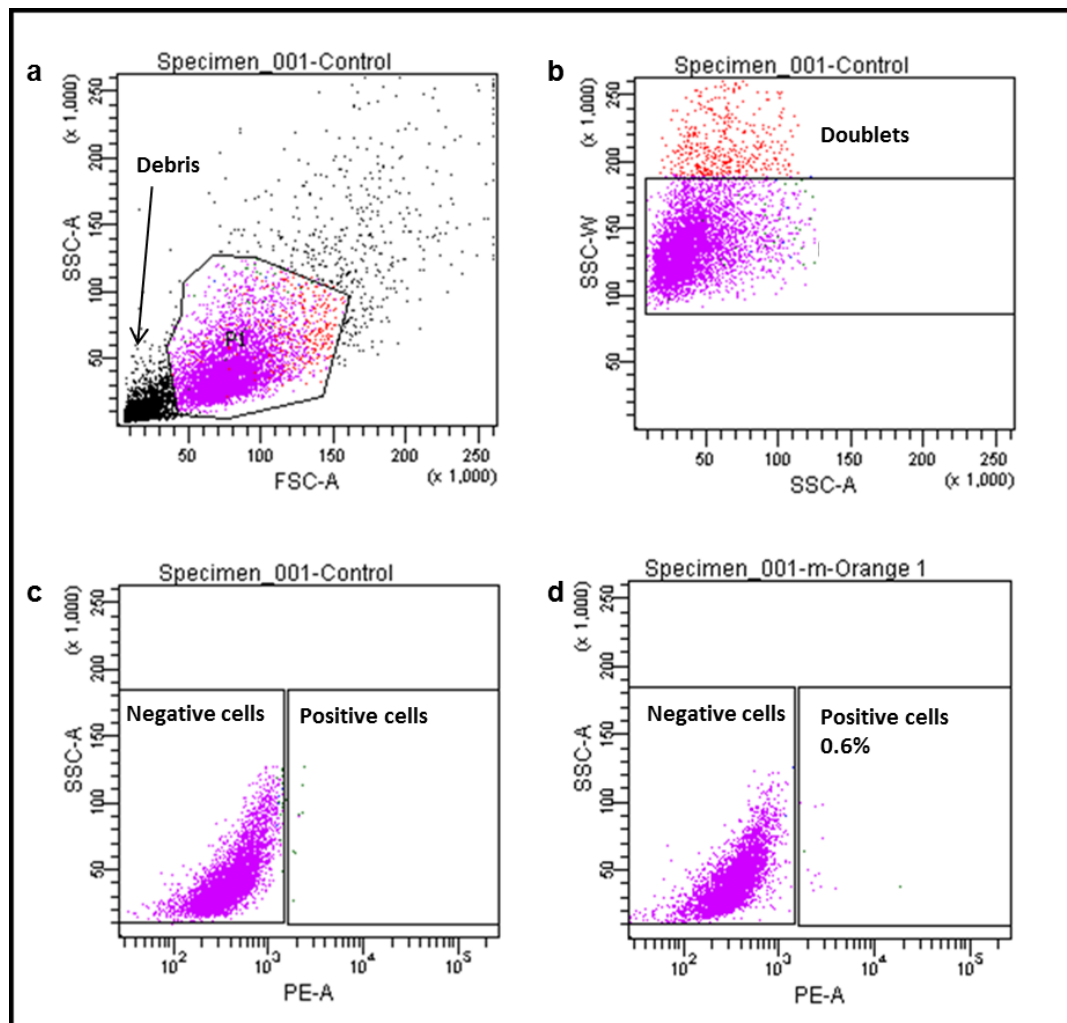 a
Specimen_001-Control
(x 1,000)
250
200
150
100
50
SSC-A
Debris
P1
50 100 150 200 250
FSC-A
(x 1,000)
b
Specimen_001-Control
(x 1,000)
250
200
150
100
50
SSC-W
Doublets
50 100 150 200 250
(x 1,000)
SSC-A
c
Specimen_001-Control
(x 1,000)
250
200
150
100
50
SSC-A
Negative cells
Positive cells
10² 10³ 10⁴ 10⁵
PE-A
d
Specimen_001-m-Orange 1
(x 1,000)
250
200
150
100
50
SSC-A
Negative cells
Positive cells
0.6%
10² 10³ 10⁴ 10⁵
PE-A